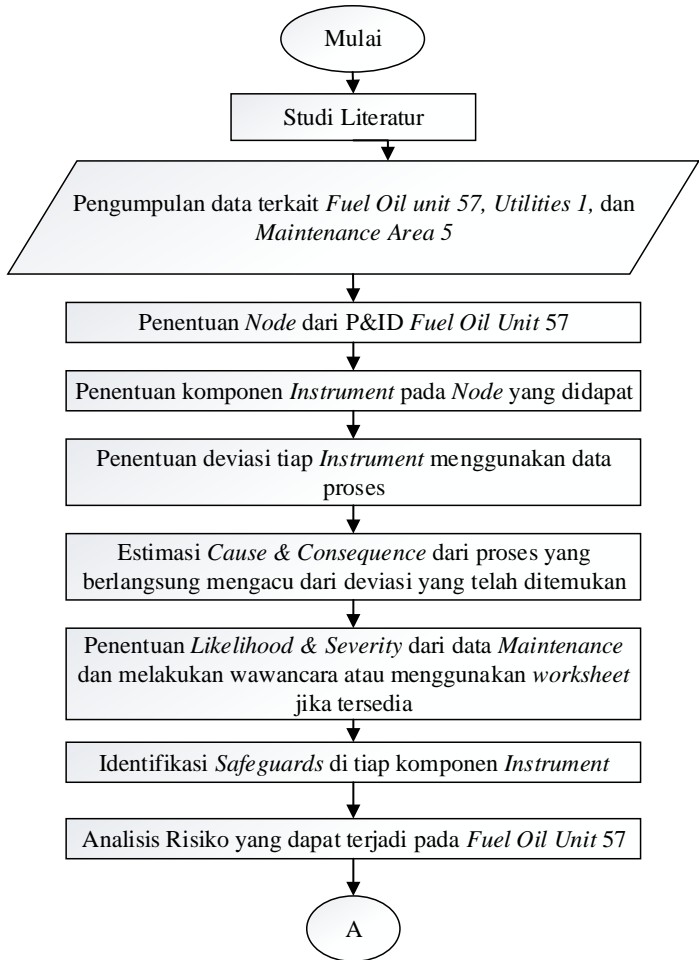 Mulai
Studi Literatur
Pengumpulan data terkait Fuel Oil unit 57, Utilities 1, dan
Maintenance Area 5
Penentuan Node dari P&ID Fuel Oil Unit 57
Penentuan komponen Instrument pada Node yang didapat
Penentuan deviasi tiap Instrument menggunakan data
proses
Estimasi Cause & Consequence dari proses yang
berlangsung mengacu dari deviasi yang telah ditemukan
Penentuan Likelihood & Severity dari data Maintenance
dan melakukan wawancara atau menggunakan worksheet
jika tersedia
Identifikasi Safeguards di tiap komponen Instrument
Analisis Risiko yang dapat terjadi pada Fuel Oil Unit 57
A